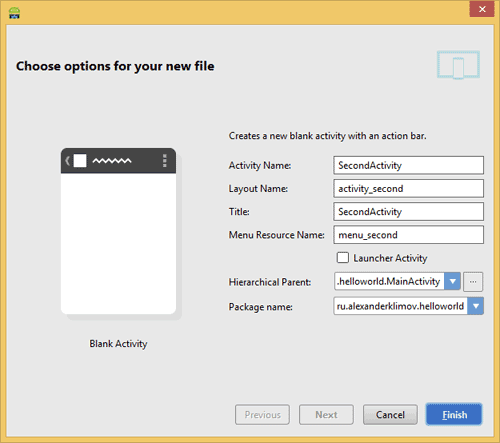 Choose options for your new file
Creates a new blank activity with an action bar.
Activity Name: SecondActivity
Layout Name: activity_second
Title: SecondActivity
Menu Resource Name: menu_second
Launcher Activity
Hierarchical Parent: .helloworld.MainActivity ...
Package name: ru.alexanderklimov.helloworld
Blank Activity
Previous Next Cancel Finish